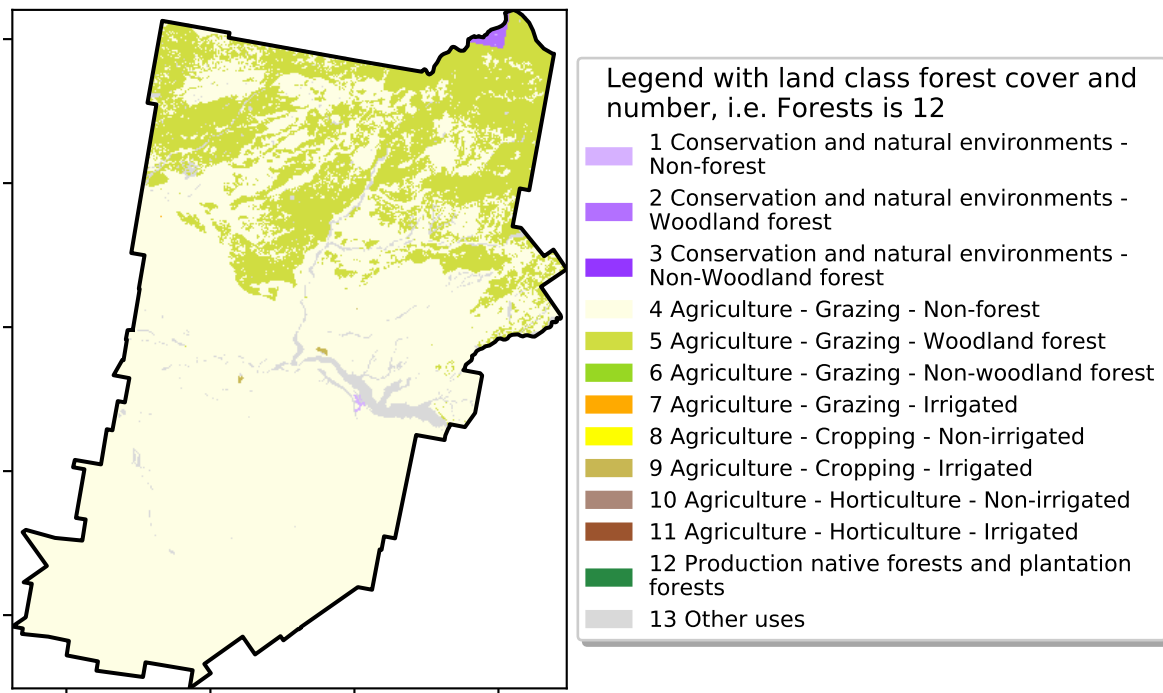 Legend with land class forest cover and
number, i.e. Forests is 12
1 Conservation and natural environments -
Non-forest
2 Conservation and natural environments -
Woodland forest
3 Conservation and natural environments -
Non-Woodland forest
4 Agriculture - Grazing - Non-forest
5 Agriculture - Grazing - Woodland forest
6 Agriculture - Grazing - Non-woodland forest
7 Agriculture - Grazing - Irrigated
8 Agriculture - Cropping - Non-irrigated
9 Agriculture - Cropping - Irrigated
10 Agriculture - Horticulture - Non-irrigated
11 Agriculture - Horticulture - Irrigated
12 Production native forests and plantation
forests
13 Other uses